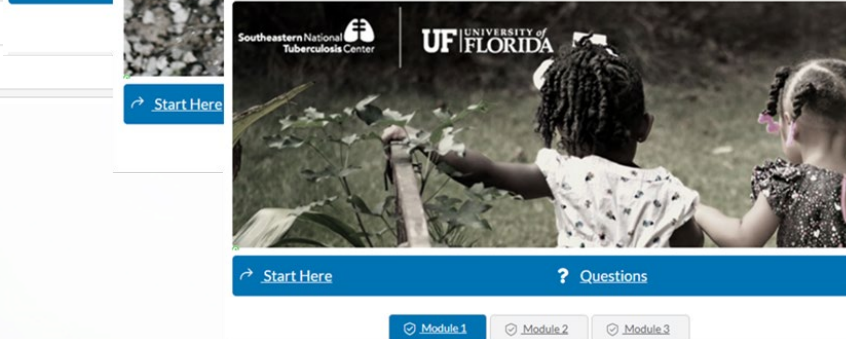 Southeastern National
Tuberculosis Center
UF UNIVERSITY of
FLORIDA
Start Here
Start Here
? Questions
Module 1
Module 2
Module 3